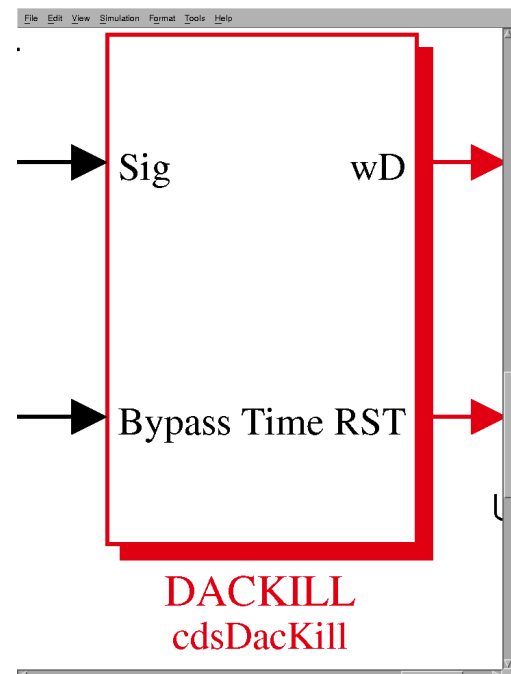 File Edit View Simulation Format Tools Help
Sig wD
Bypass Time RST
DACKILL
cdsDacKill